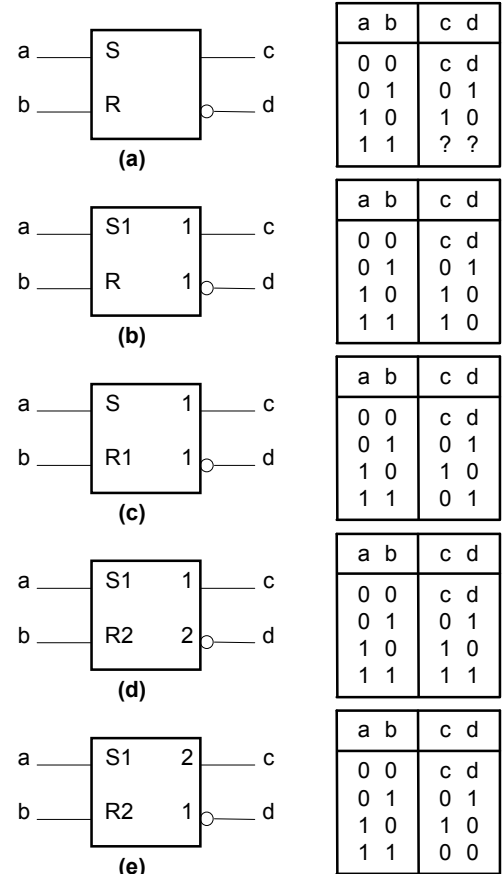 a S c
b R d
(a)
a b c d
0 0 c d
0 1 0 1
1 0 1 0
1 1 ? ?
a S1 1 c
b R 1 d
(b)
a b c d
0 0 c d
0 1 0 1
1 0 1 0
1 1 1 0
a S 1 c
b R1 1 d
(c)
a b c d
0 0 c d
0 1 0 1
1 0 1 0
1 1 0 1
a S1 1 c
b R2 2 d
(d)
a b c d
0 0 c d
0 1 0 1
1 0 1 0
1 1 1 1
a S1 2 c
b R2 1 d
(e)
a b c d
0 0 c d
0 1 0 1
1 0 1 0
1 1 0 0